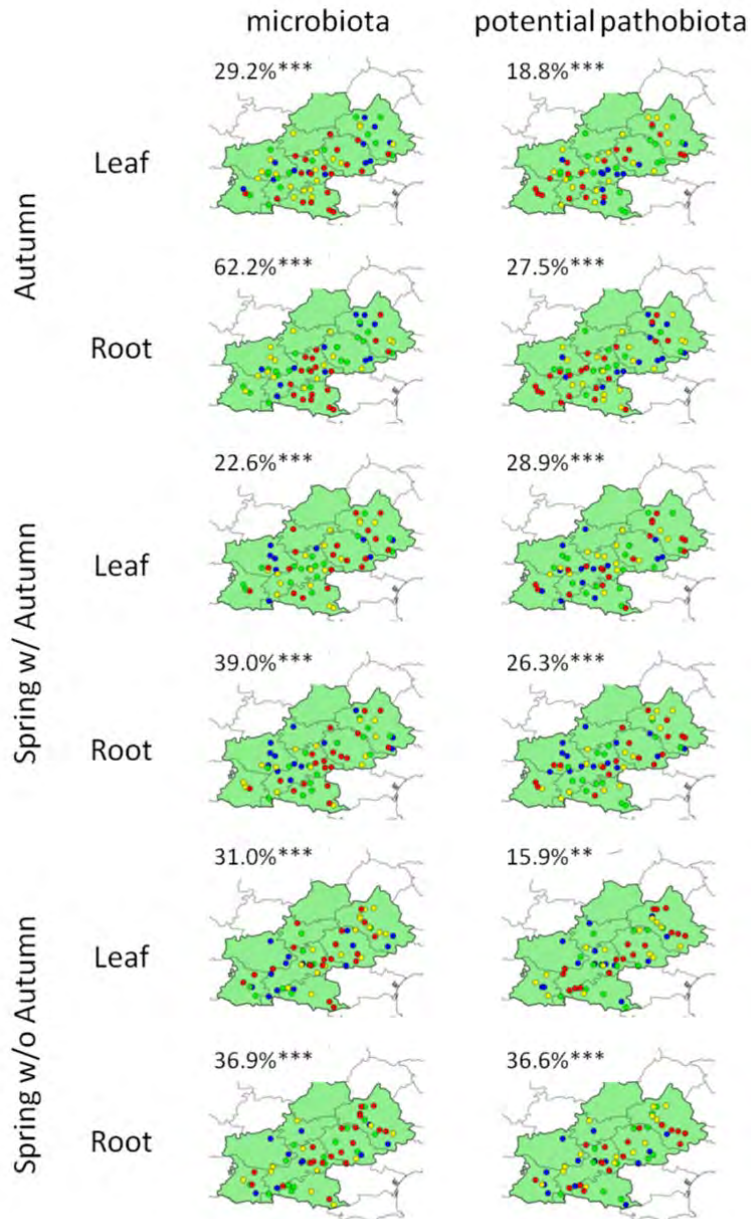 microbiota potential pathobiota
Autumn
Leaf
29.2%*** 18.8%***
Root
62.2%*** 27.5%***
Spring w/ Autumn
Leaf
22.6%*** 28.9%***
Root
39.0%*** 26.3%***
Spring w/o Autumn
Leaf
31.0%*** 15.9%**
Root
36.9%*** 36.6%***